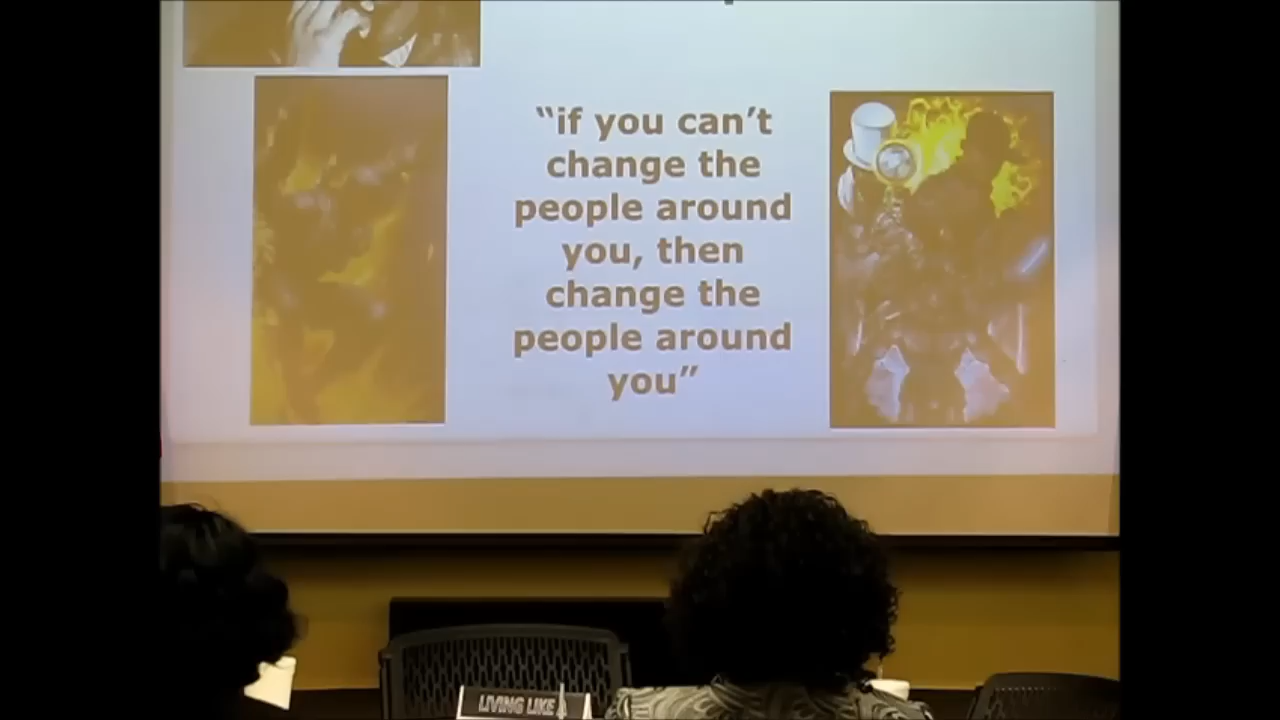 “if you can’t
change the
people around
you, then
change the
people around
you”
LIVING LIKE A